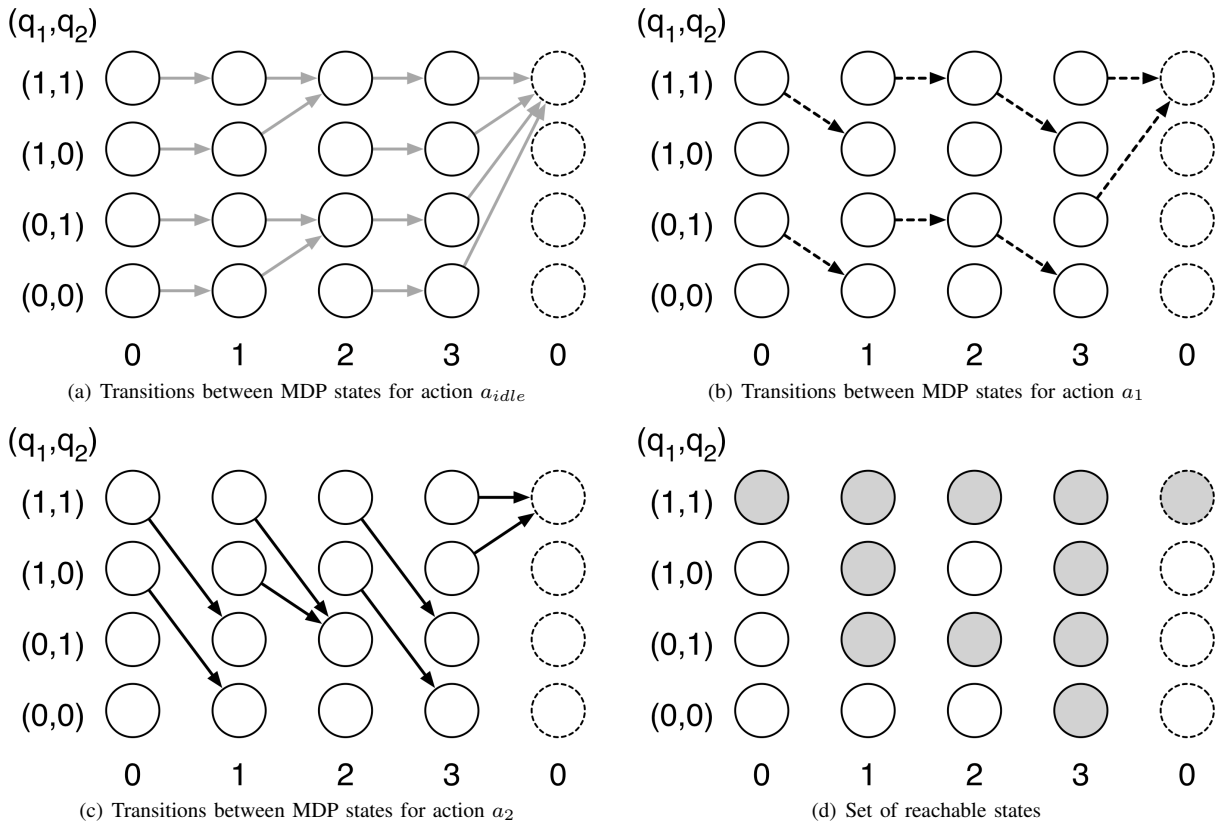 (q₁,q₂)
(1,1)
(1,0)
(0,1)
(0,0)
0 1 2 3 0
(a) Transitions between MDP states for action a_idle
(1,1)
(1,0)
(0,1)
(0,0)
0 1 2 3 0
(b) Transitions between MDP states for action a₁
(q₁,q₂)
(q₁,q₂)
(1,1)
(1,0)
(0,1)
(0,0)
0 1 2 3 0
(c) Transitions between MDP states for action a₂
(q₁,q₂)
(1,1)
(1,0)
(0,1)
(0,0)
0 1 2 3 0
(d) Set of reachable states